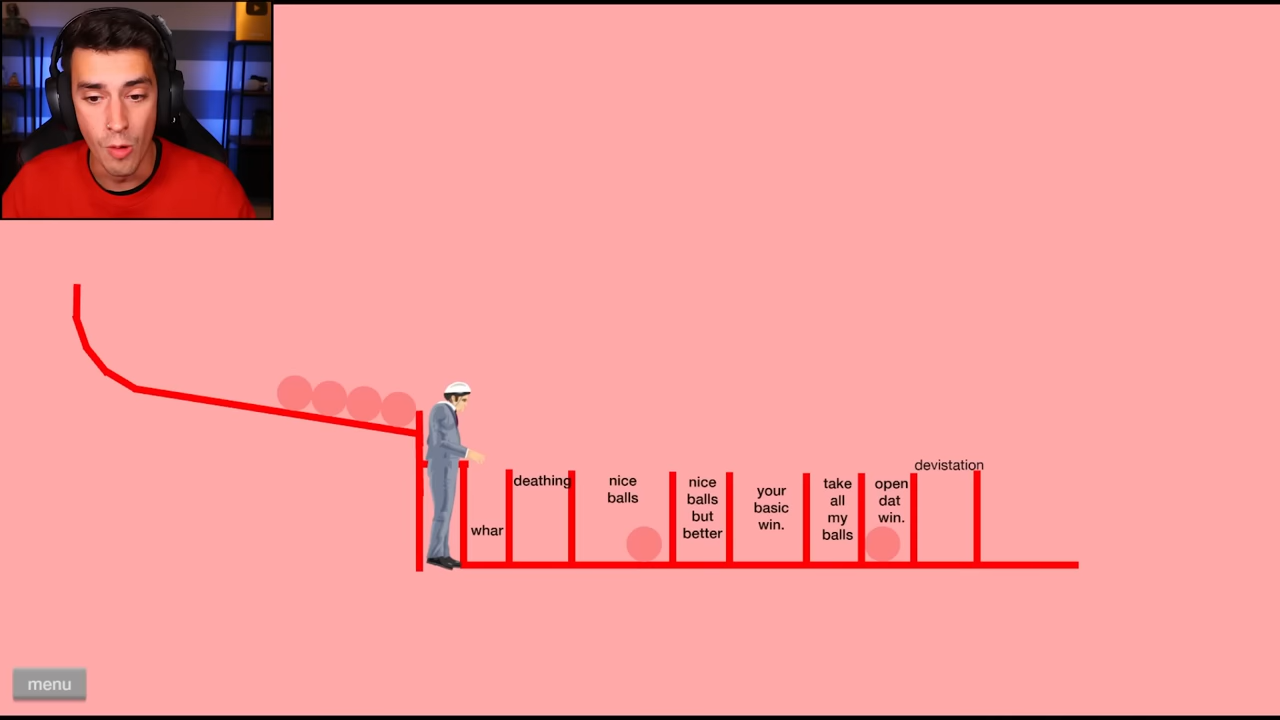 whar
deathing
nice
balls
nice
balls
but
better
your
basic
win.
take
all
my
balls
open
dat
win.
devistation
menu